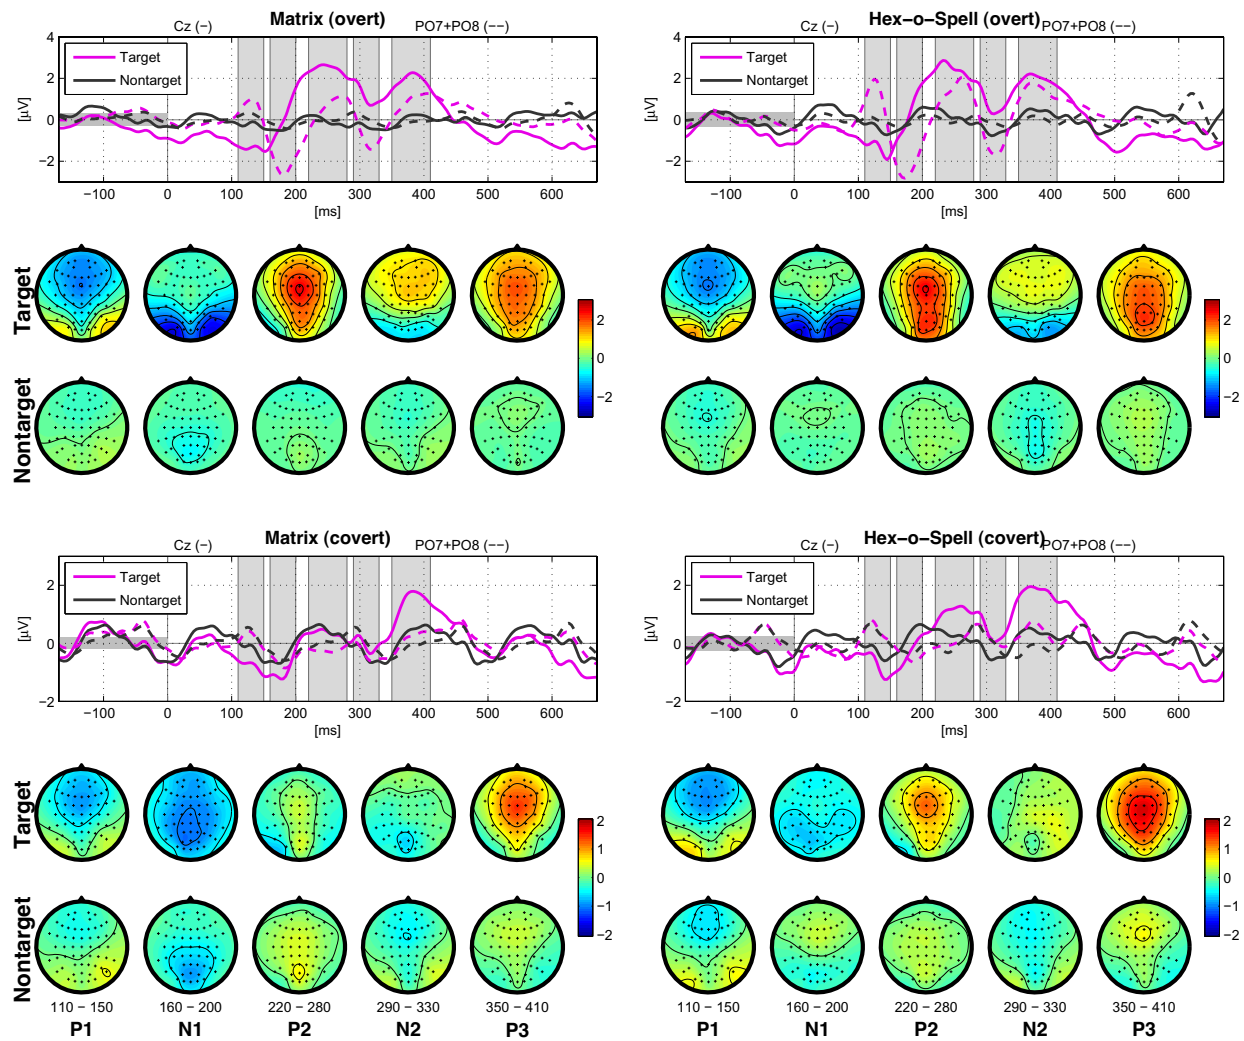 Matrix (overt)
Cz (−) PO7+PO8 (−−)
[µV]
4
2
0
−2
Target
Nontarget
−100 0 100 200 300 400 500 600
[ms]
Hex−o−Spell (overt)
Cz (−) PO7+PO8 (−−)
[µV]
4
2
0
−2
Target
Nontarget
−100 0 100 200 300 400 500 600
[ms]
Target
Nontarget
2
0
−2
2
0
−2
Matrix (covert)
Cz (−) PO7+PO8 (−−)
[µV]
2
0
−2
Target
Nontarget
−100 0 100 200 300 400 500 600
[ms]
Hex−o−Spell (covert)
Cz (−) PO7+PO8 (−−)
[µV]
2
0
−2
Target
Nontarget
−100 0 100 200 300 400 500 600
[ms]
Target
Nontarget
2
1
0
−1
−2
2
1
0
−1
−2
110 − 150 160 − 200 220 − 280 290 − 330 350 − 410
P1 N1 P2 N2 P3
110 − 150 160 − 200 220 − 280 290 − 330 350 − 410
P1 N1 P2 N2 P3